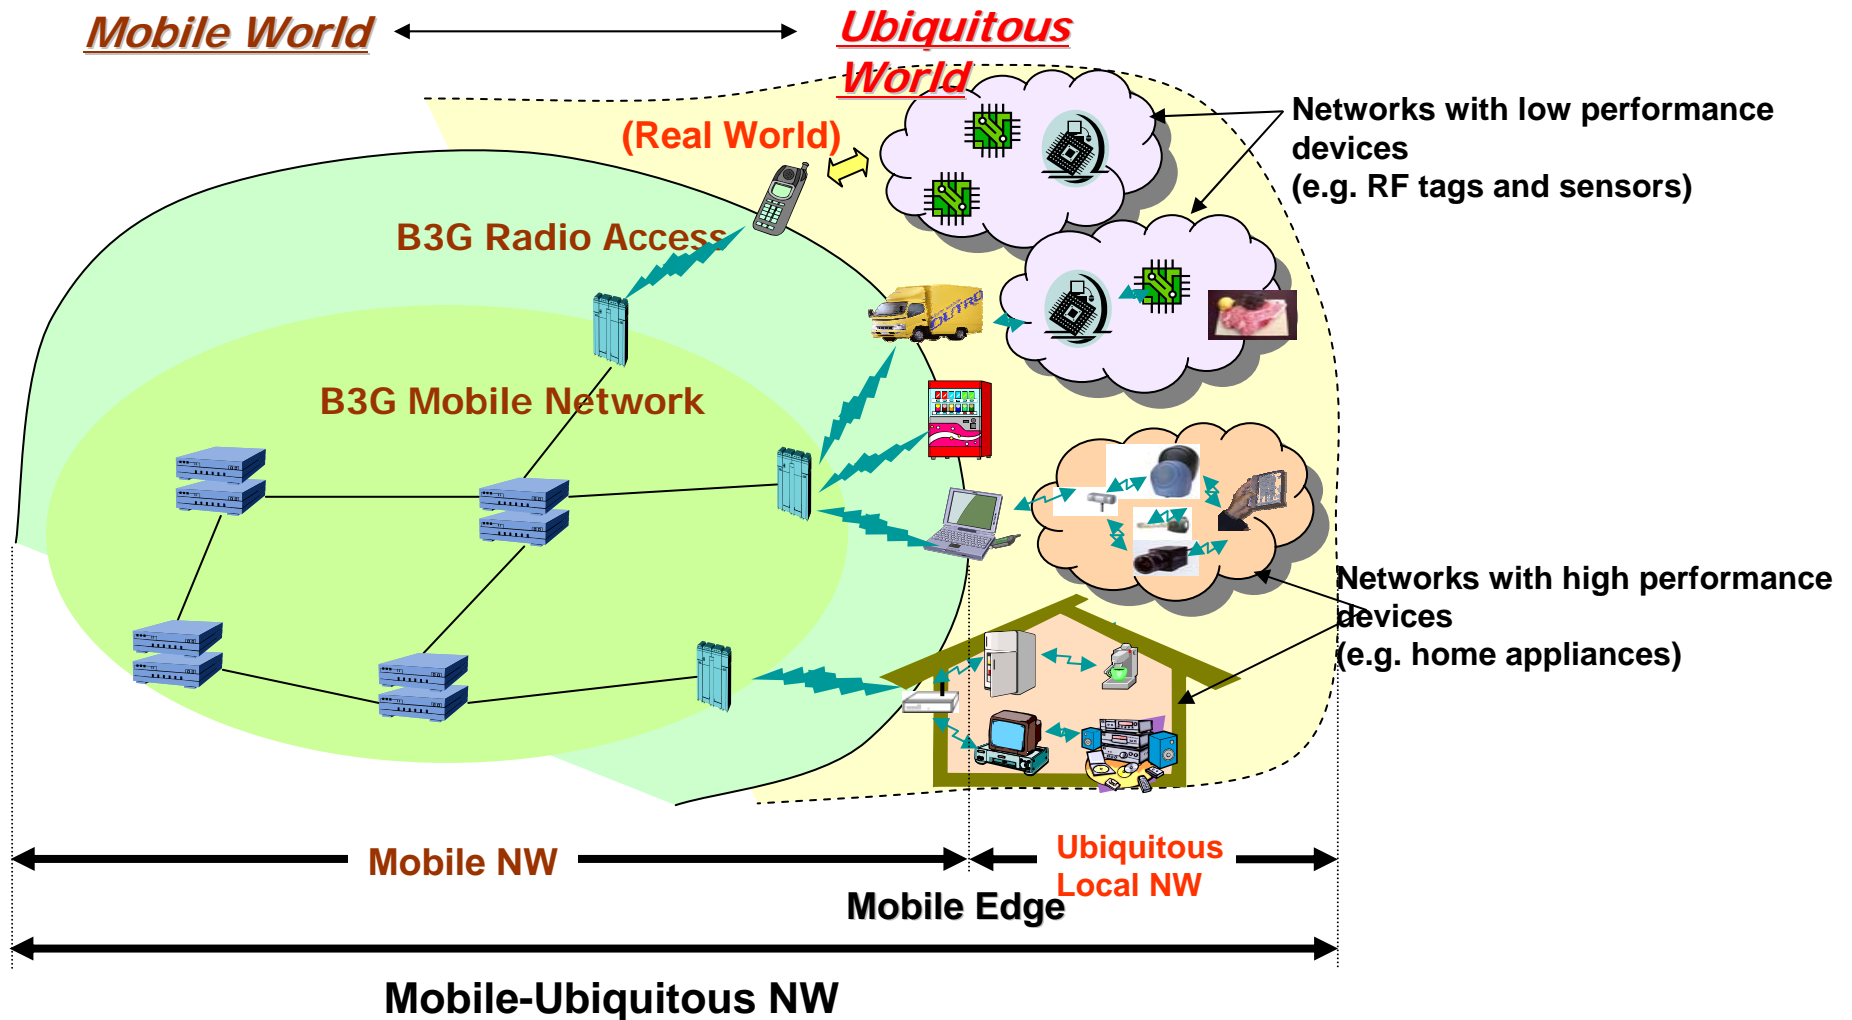 Mobile World
Ubiquitous
World
(Real World)
Networks with low performance
devices
(e.g. RF tags and sensors)
B3G Radio Access
B3G Mobile Network
Networks with high performance
devices
(e.g. home appliances)
Mobile NW
Ubiquitous
Local NW
Mobile Edge
Mobile-Ubiquitous NW